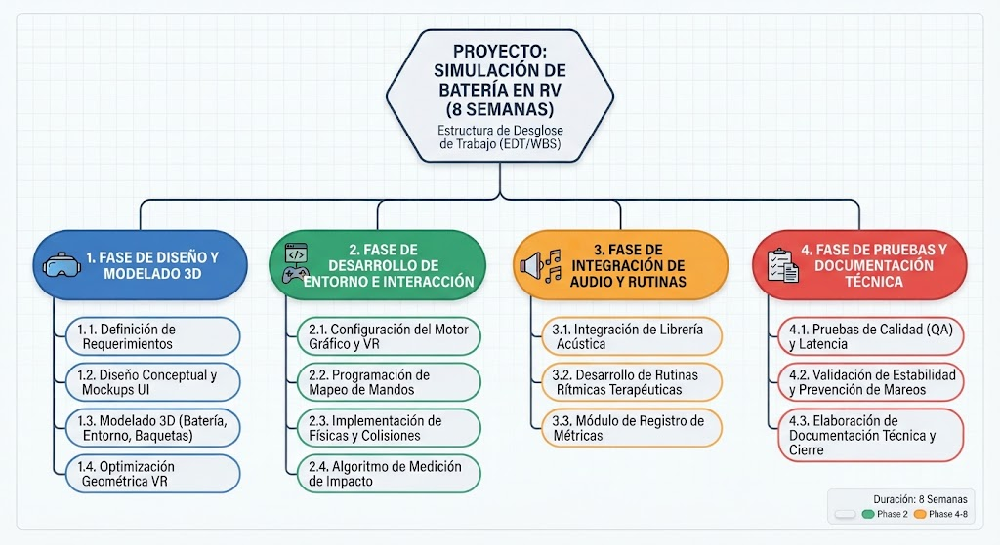 PROYECTO:
SIMULACIÓN DE
BATERÍA EN RV
(8 SEMANAS)
Estructura de Desglose
de Trabajo (EDT/WBS)
1. FASE DE DISEÑO Y
MODELADO 3D
1.1. Definición de
Requerimientos
1.2. Diseño Conceptual y
Mockups UI
1.3. Modelado 3D (Batería,
Entorno, Baquetas)
1.4. Optimización
Geométrica VR
</>
2. FASE DE
DESARROLLO DE
ENTORNO E INTERACCIÓN
2.1. Configuración del Motor
Gráfico y VR
2.2. Programación de
Mapeo de Mandos
2.3. Implementación de
Físicas y Colisiones
2.4. Algoritmo de Medición
de Impacto
3. FASE DE
INTEGRACIÓN DE
AUDIO Y RUTINAS
3.1. Integración de Librería
Acústica
3.2. Desarrollo de Rutinas
Rítmicas Terapéuticas
3.3. Módulo de Registro de
Métricas
4. FASE DE PRUEBAS Y
DOCUMENTACIÓN
TÉCNICA
4.1. Pruebas de Calidad (QA)
y Latencia
4.2. Validación de Estabilidad
y Prevención de Mareos
4.3. Elaboración de
Documentación Técnica y
Cierre
Duración: 8 Semanas
Phase 2 Phase 4-8